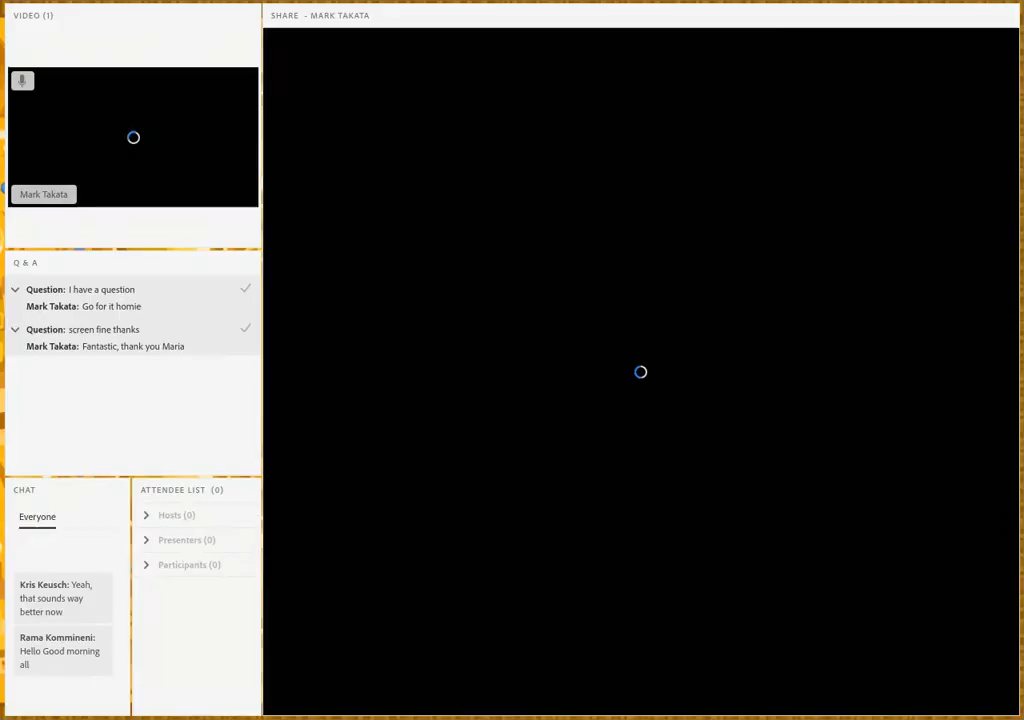 VIDEO (1)
SHARE - MARK TAKATA
Mark Takata
Q & A
Question: I have a question
Mark Takata: Go for it homie
Question: screen fine thanks
Mark Takata: Fantastic, thank you Maria
CHAT
Everyone
Kris Keusch: Yeah,
that sounds way
better now
Rama Kommineni:
Hello Good morning
all
ATTENDEE LIST (0)
Hosts (0)
Presenters (0)
Participants (0)